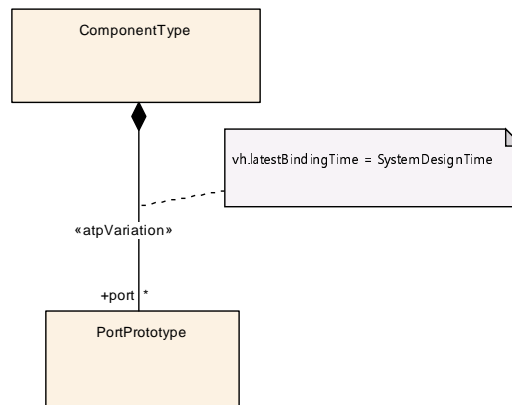 ComponentType
vh.latestBindingTime = SystemDesignTime
«atpVariation»
+port *
PortPrototype